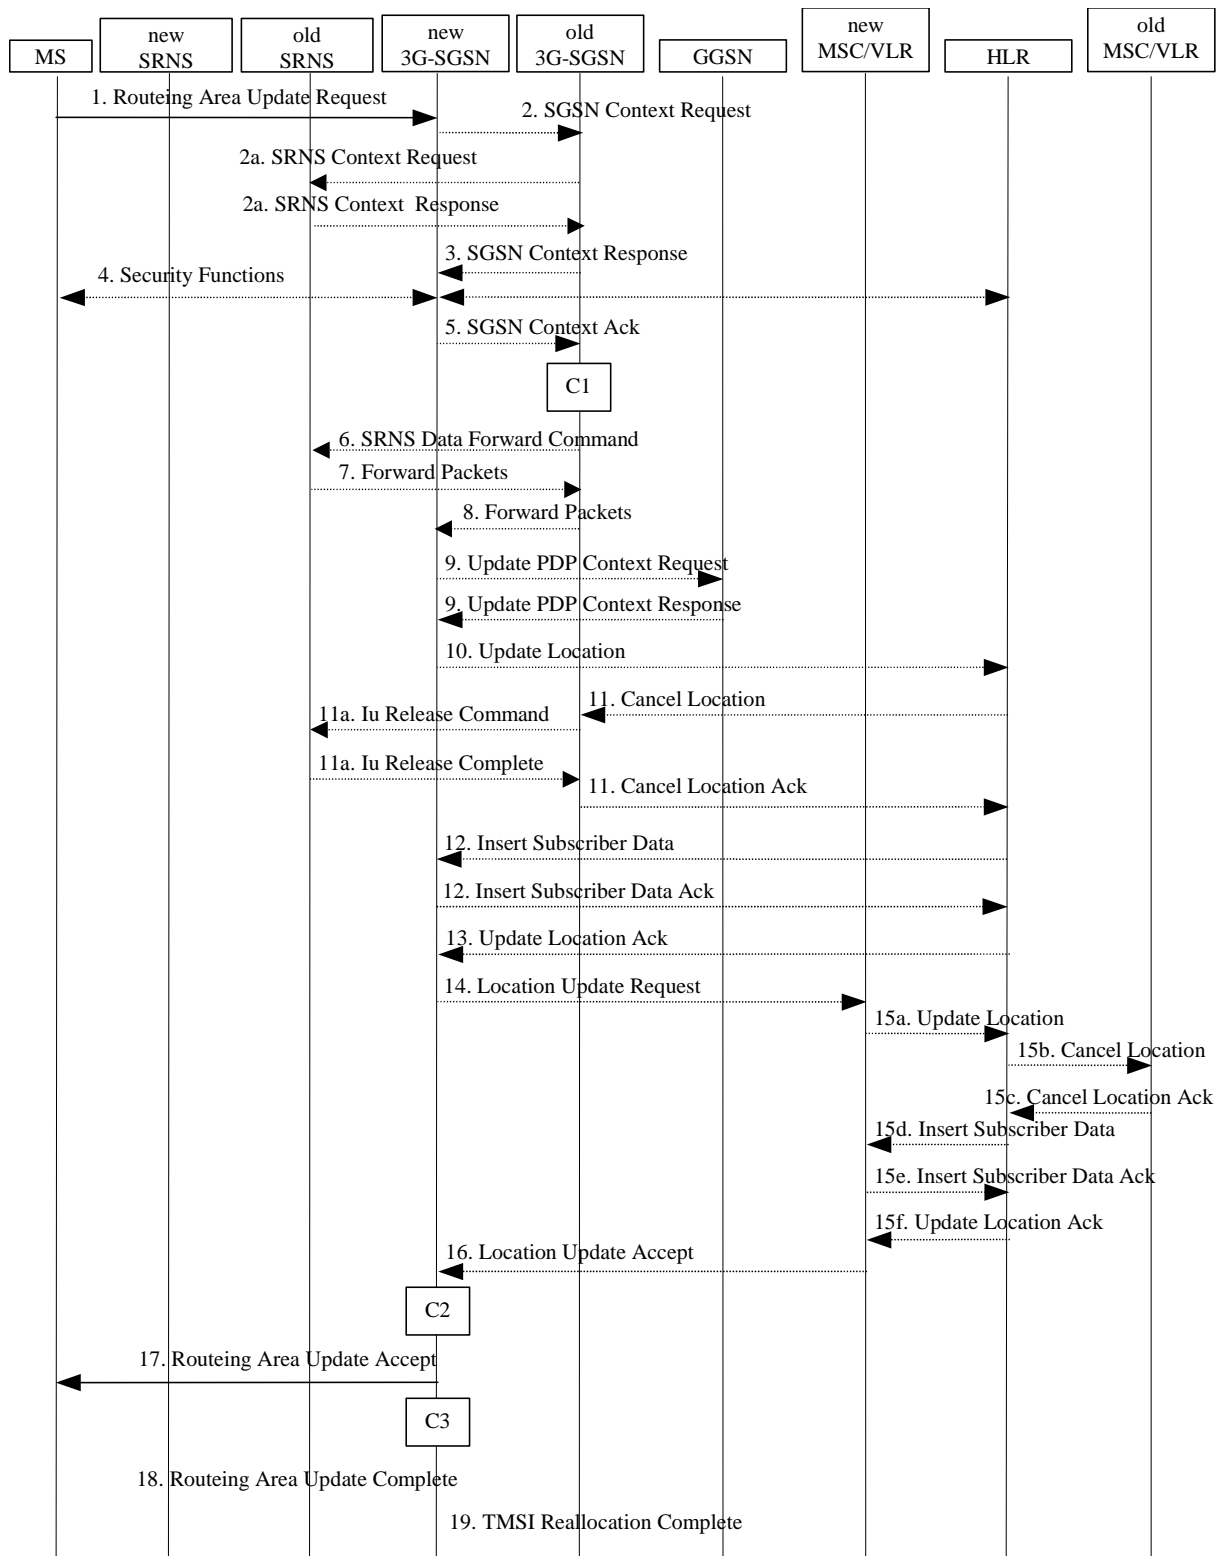 MS
new
SRNS
old
SRNS
new
3G-SGSN
old
3G-SGSN
GGSN
new
MSC/VLR
HLR
old
MSC/VLR
1. Routeing Area Update Request
2. SGSN Context Request
2a. SRNS Context Request
2a. SRNS Context  Response
3. SGSN Context Response
4. Security Functions
5. SGSN Context Ack
C1
6. SRNS Data Forward Command
7. Forward Packets
8. Forward Packets
9. Update PDP Context Request
9. Update PDP Context Response
10. Update Location
11. Cancel Location
11a. Iu Release Command
11a. Iu Release Complete
11. Cancel Location Ack
12. Insert Subscriber Data
12. Insert Subscriber Data Ack
13. Update Location Ack
14. Location Update Request
15a. Update Location
15b. Cancel Location
15c. Cancel Location Ack
15d. Insert Subscriber Data
15e. Insert Subscriber Data Ack
15f. Update Location Ack
16. Location Update Accept
C2
17. Routeing Area Update Accept
C3
18. Routeing Area Update Complete
19. TMSI Reallocation Complete